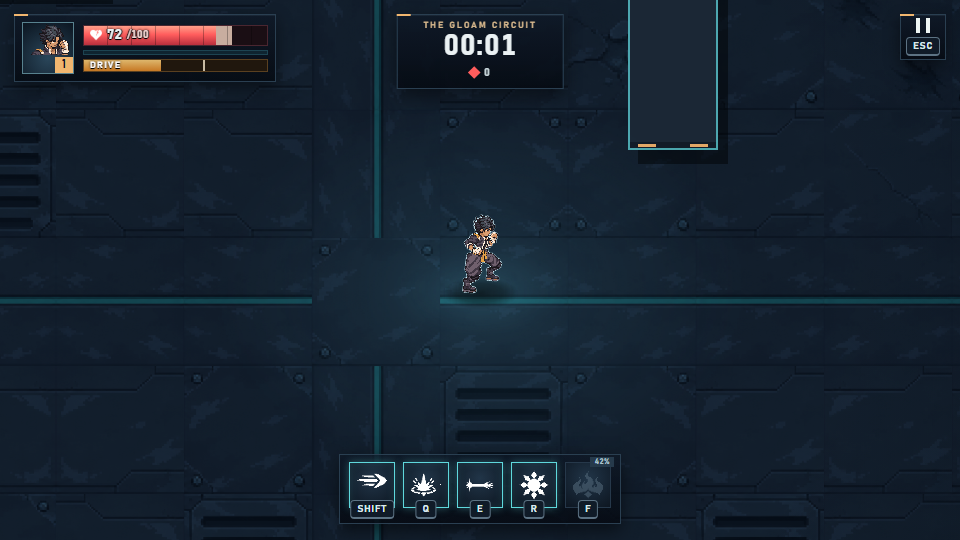 72 /100
1
DRIVE
THE GLOAM CIRCUIT
00:01
0
ESC
42%
SHIFT
Q
E
R
F